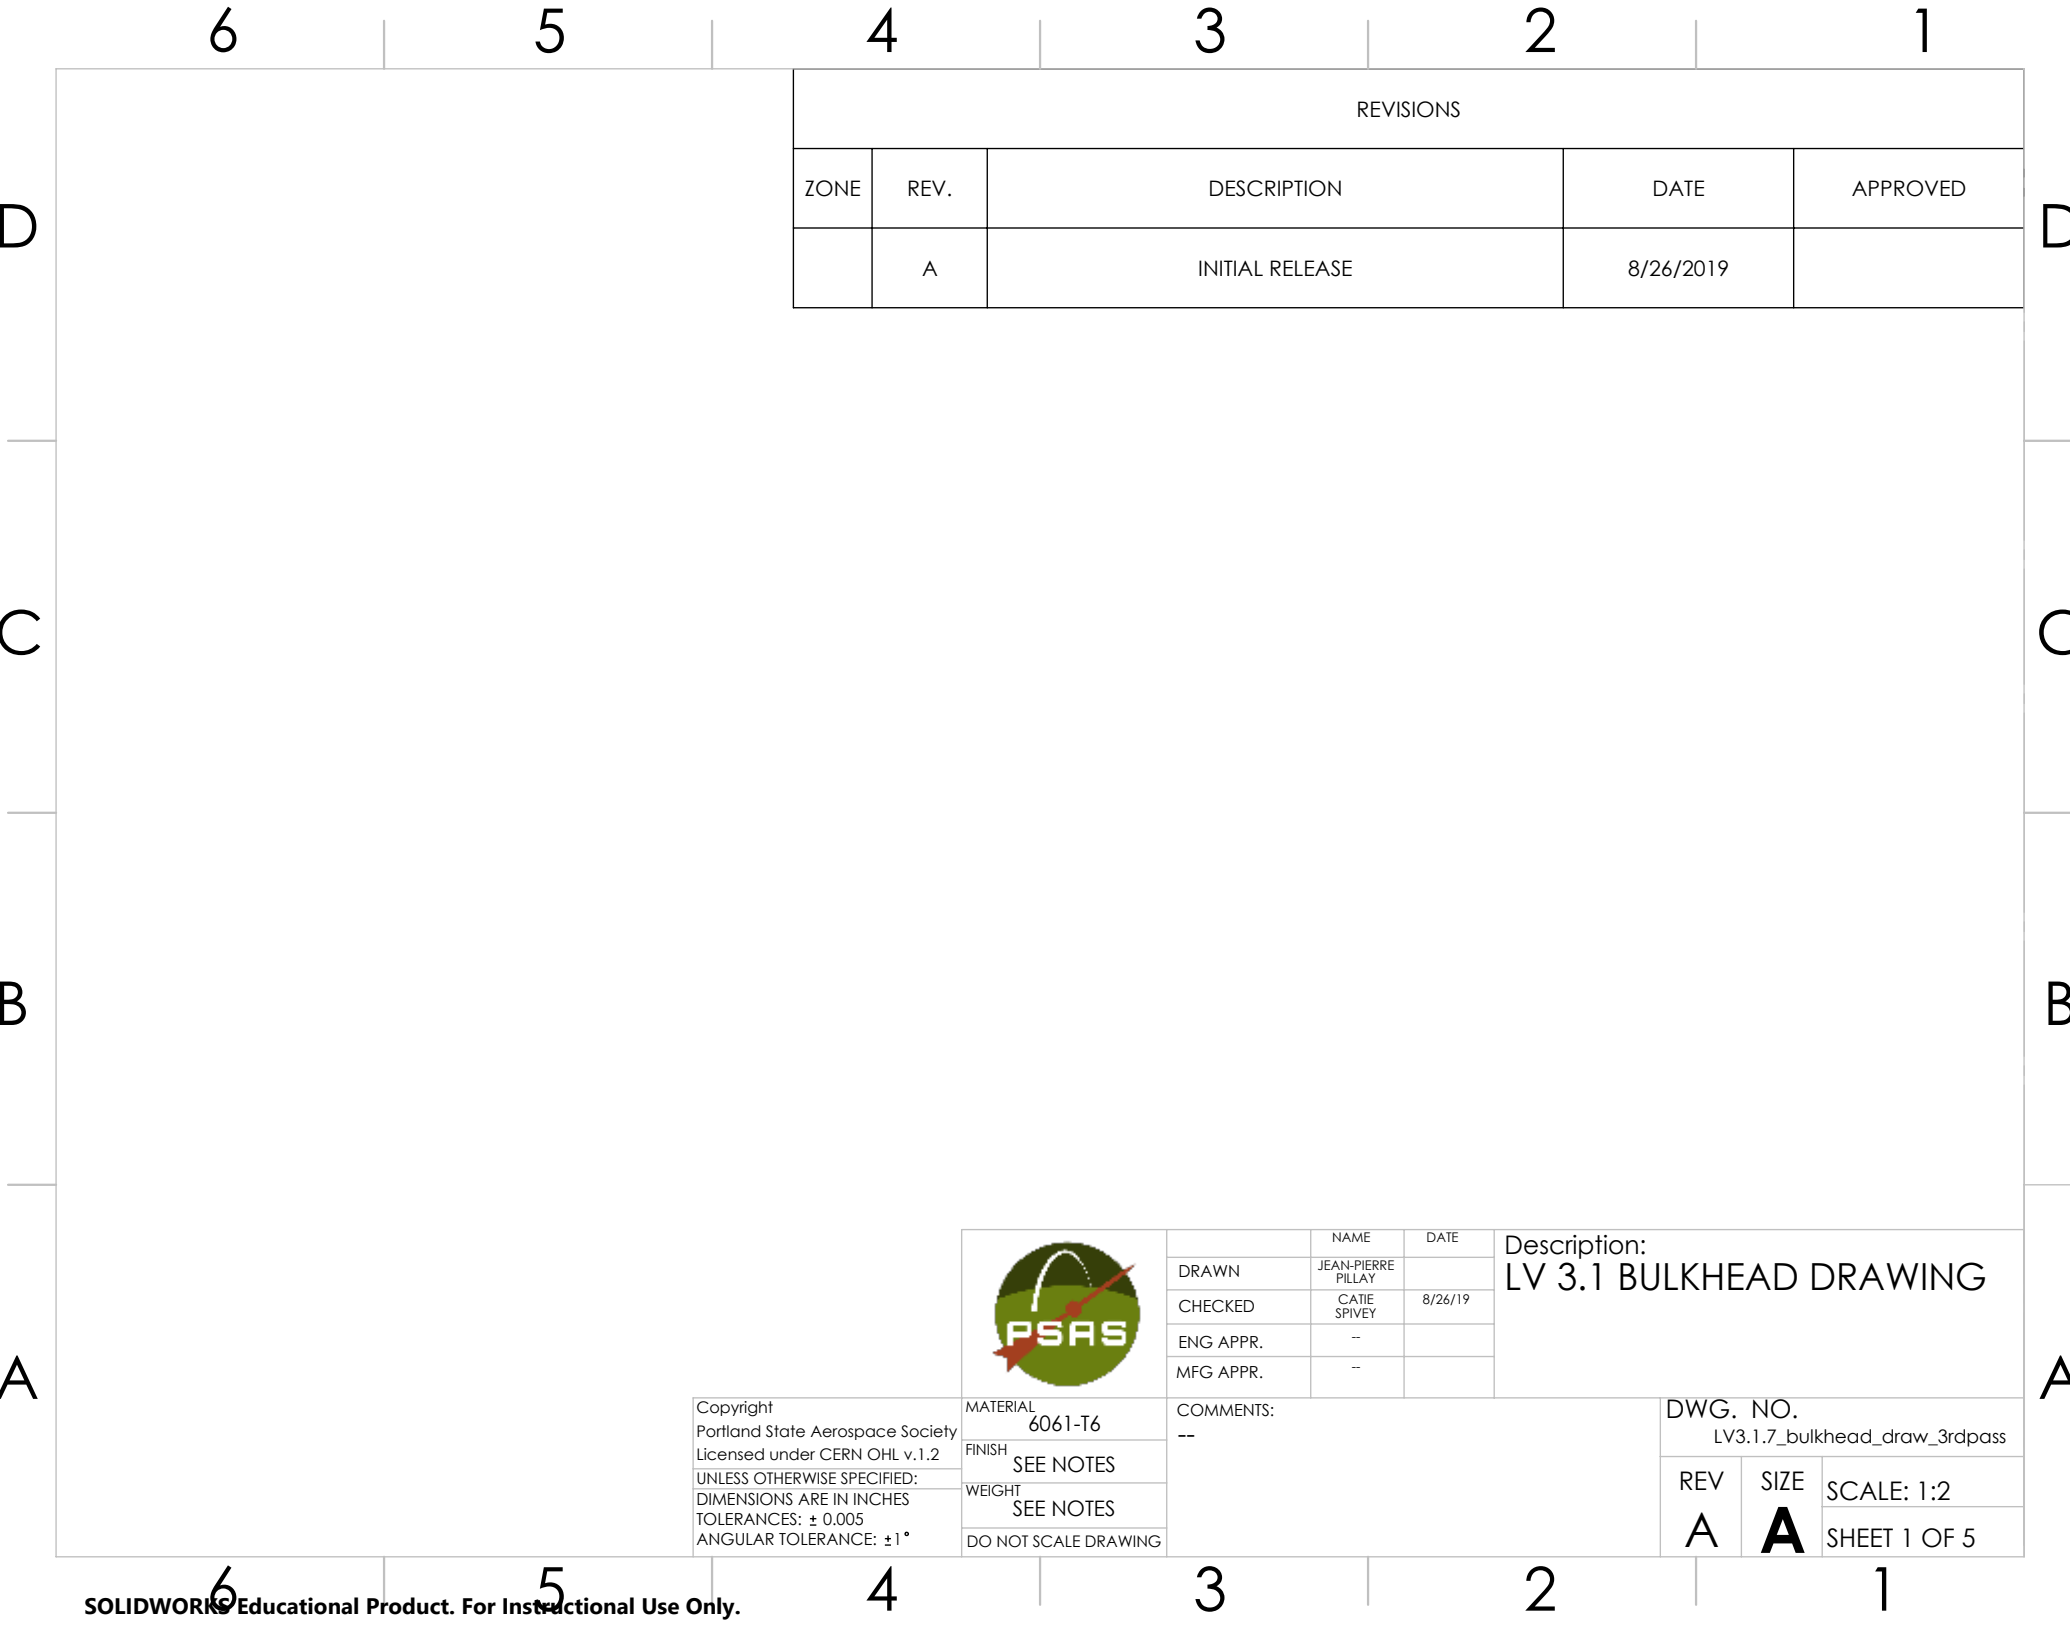 6 5 4 3 2 1
REVISIONS
ZONE REV. DESCRIPTION DATE APPROVED
A INITIAL RELEASE 8/26/2019
D D
C C
B B
A A
PSAS
NAME DATE
DRAWN JEAN-PIERRE PILLAY
CHECKED CATIE SPIVEY 8/26/19
ENG APPR. --
MFG APPR. --
Description:
LV 3.1 BULKHEAD DRAWING
Copyright
Portland State Aerospace Society
Licensed under CERN OHL v.1.2
UNLESS OTHERWISE SPECIFIED:
DIMENSIONS ARE IN INCHES
TOLERANCES: ± 0.005
ANGULAR TOLERANCE: ±1°
MATERIAL
6061-T6
FINISH
SEE NOTES
WEIGHT
SEE NOTES
DO NOT SCALE DRAWING
COMMENTS:
--
DWG. NO.
LV3.1.7_bulkhead_draw_3rdpass
REV
A
SIZE
A
SCALE: 1:2
SHEET 1 OF 5
6 5 4 3 2 1
SOLIDWORKS Educational Product. For Instructional Use Only.